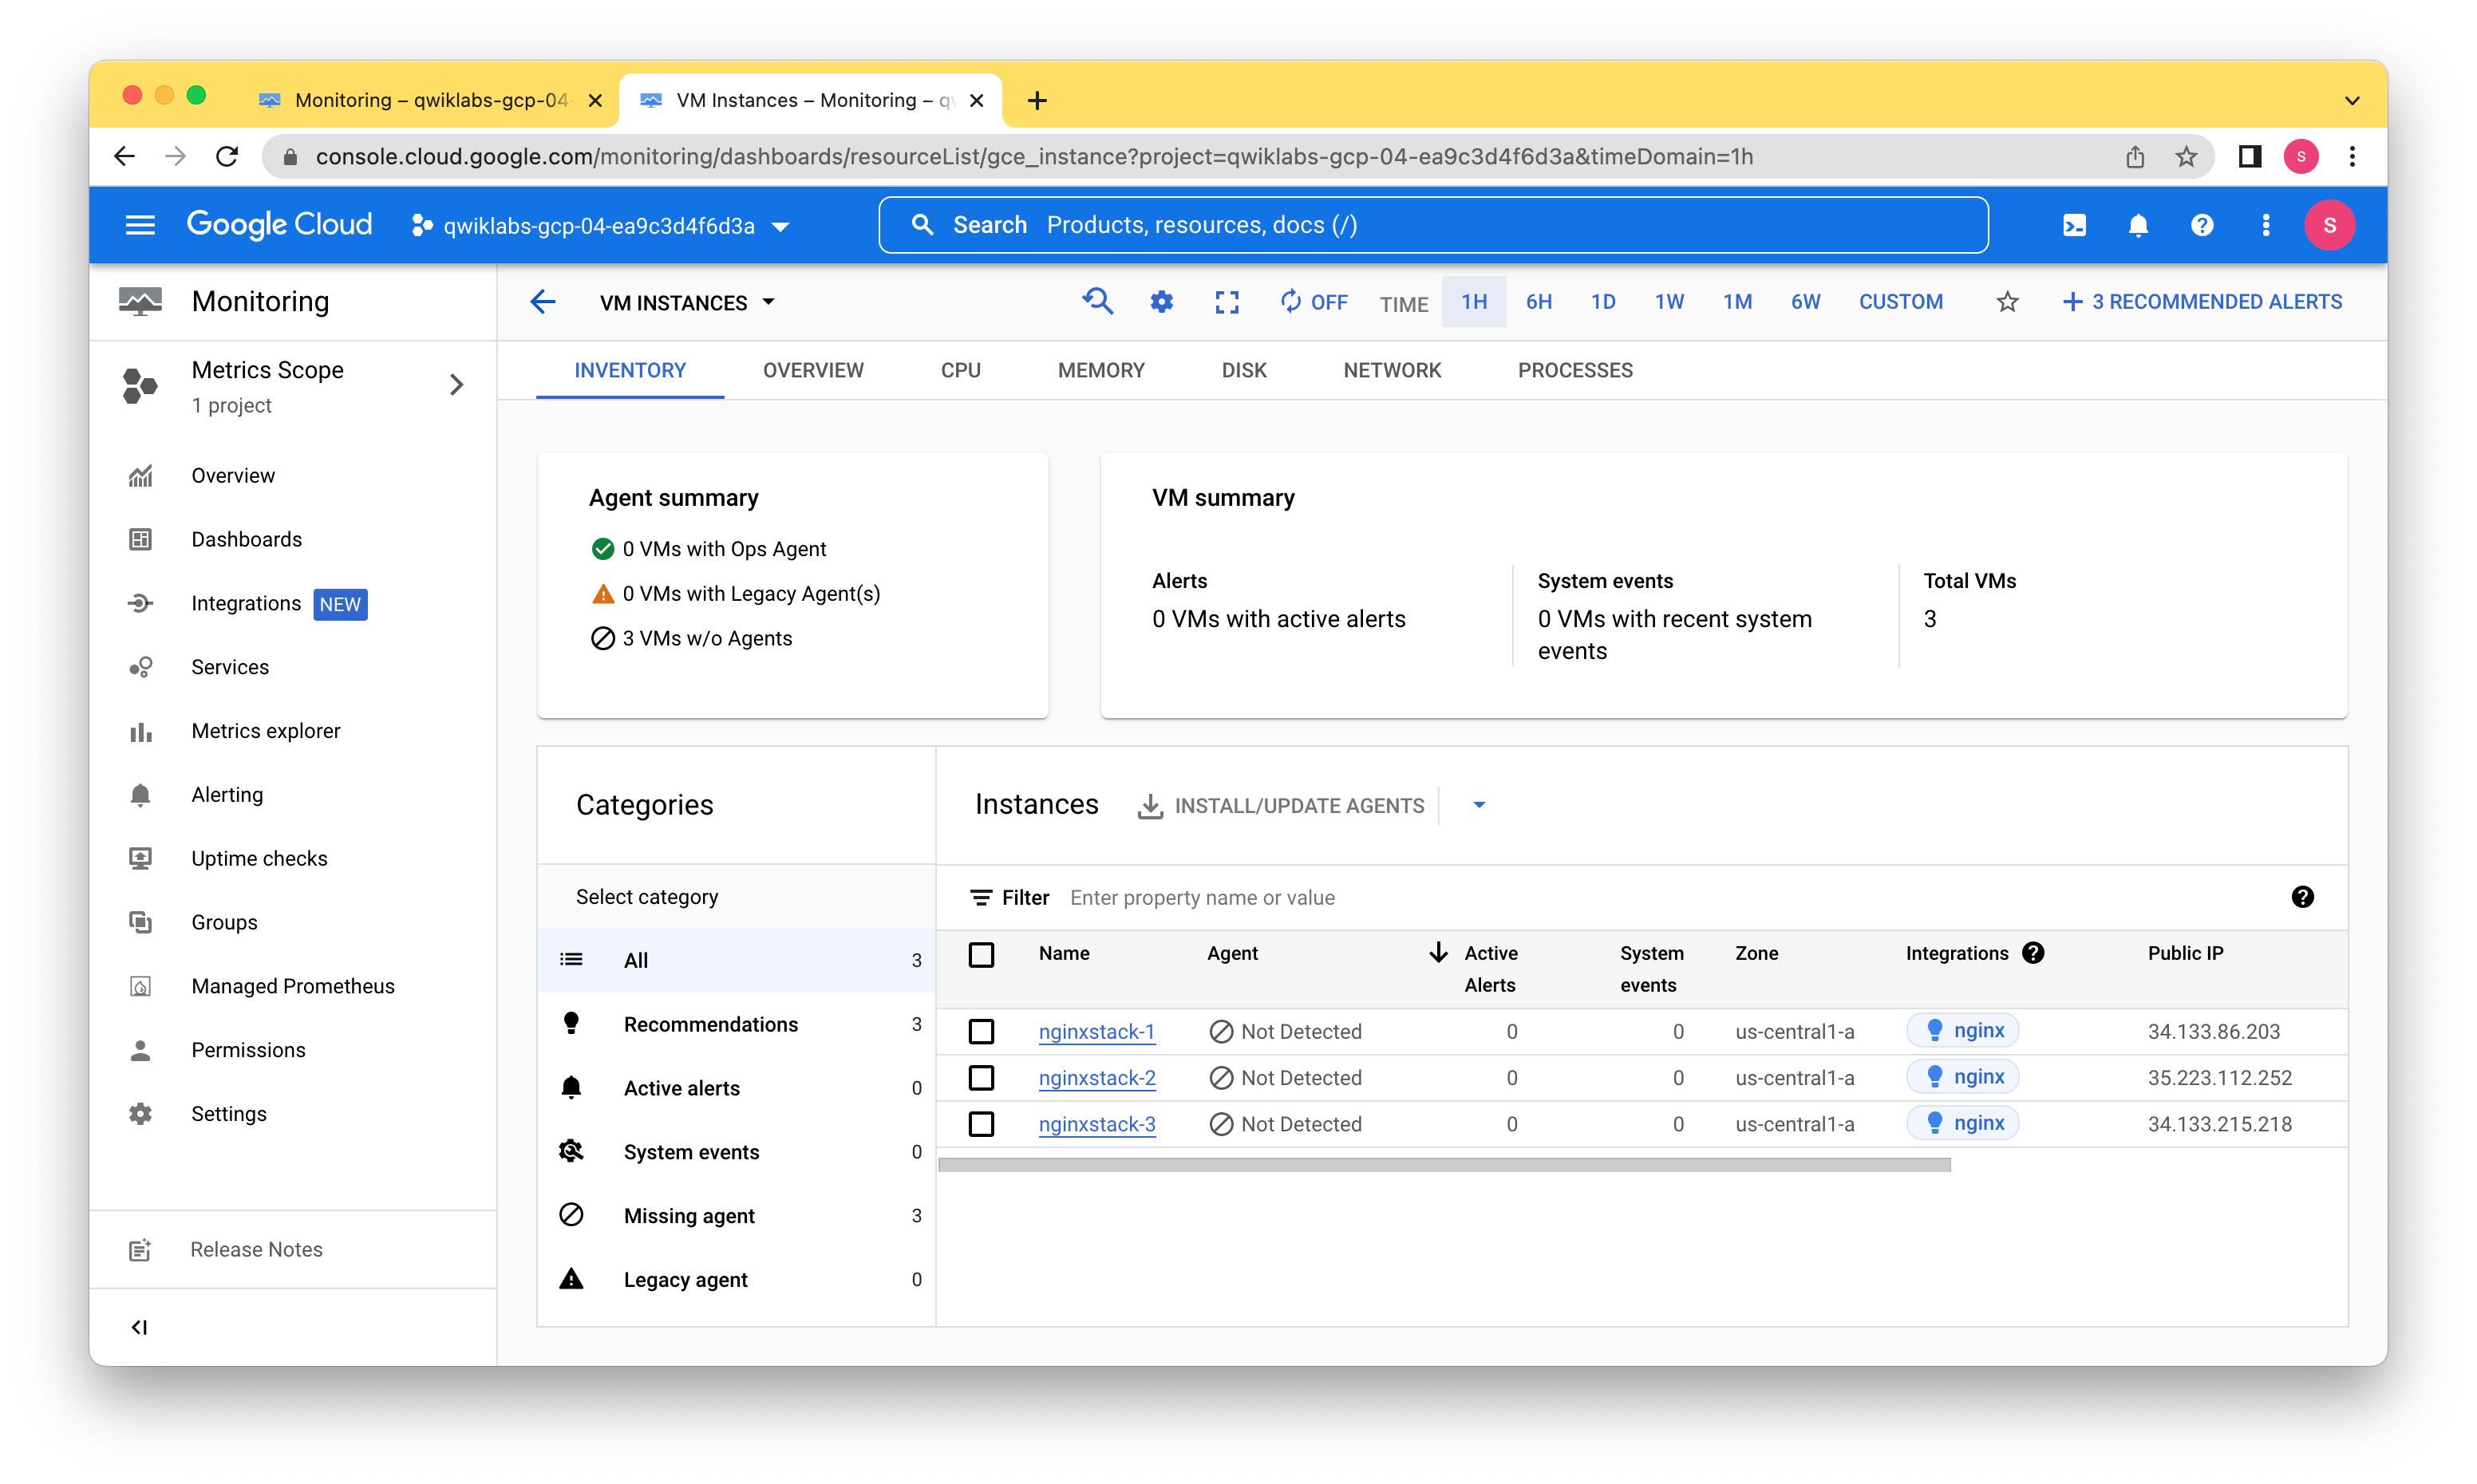 Monitoring – qwiklabs-gcp-04-
VM Instances – Monitoring –
console.cloud.google.com/monitoring/dashboards/resourceList/gce_instance?project=qwiklabs-gcp-04-ea9c3d4f6d3a&timeDomain=1h
S
Google Cloud
qwiklabs-gcp-04-ea9c3d4f6d3a
Search Products, resources, docs (/)
S
Monitoring
VM INSTANCES
OFF
TIME
1H
6H
1D
1W
1M
6W
CUSTOM
3 RECOMMENDED ALERTS
Metrics Scope
1 project
INVENTORY
OVERVIEW
CPU
MEMORY
DISK
NETWORK
PROCESSES
Overview
Dashboards
Integrations NEW
Services
Metrics explorer
Alerting
Uptime checks
Groups
Managed Prometheus
Permissions
Settings
Release Notes
Agent summary
0 VMs with Ops Agent
0 VMs with Legacy Agent(s)
3 VMs w/o Agents
VM summary
Alerts
0 VMs with active alerts
System events
0 VMs with recent system
events
Total VMs
3
Categories
Select category
All 3
Recommendations 3
Active alerts 0
System events 0
Missing agent 3
Legacy agent 0
Instances
INSTALL/UPDATE AGENTS
Filter Enter property name or value
Name Agent Active Alerts System events Zone Integrations Public IP
nginxstack-1 Not Detected 0 0 us-central1-a nginx 34.133.86.203
nginxstack-2 Not Detected 0 0 us-central1-a nginx 35.223.112.252
nginxstack-3 Not Detected 0 0 us-central1-a nginx 34.133.215.218